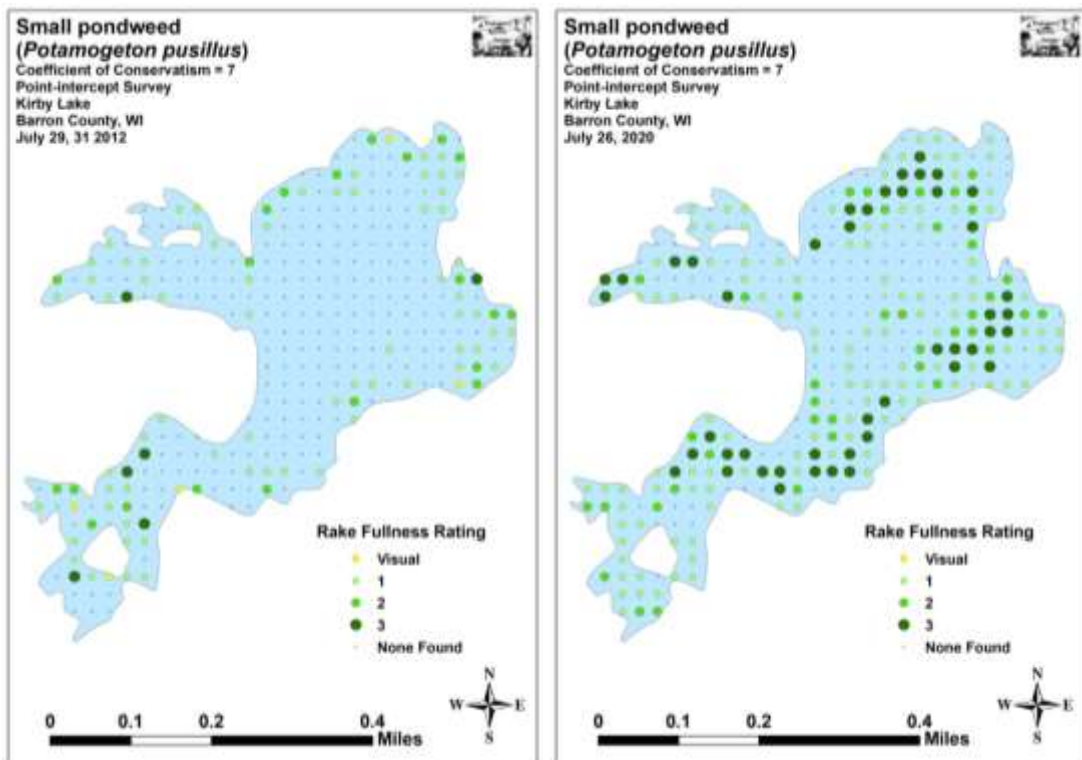 Small pondweed
(Potamogeton pusillus)
Coefficient of Conservatism = 7
Point-intercept Survey
Kirby Lake
Barron County, WI
July 29, 31 2012
Rake Fullness Rating
Visual
1
2
3
None Found
N
W E
S
0 0.1 0.2 0.4
Miles
Small pondweed
(Potamogeton pusillus)
Coefficient of Conservatism = 7
Point-intercept Survey
Kirby Lake
Barron County, WI
July 26, 2020
Rake Fullness Rating
Visual
1
2
3
None Found
N
W E
S
0 0.1 0.2 0.4
Miles